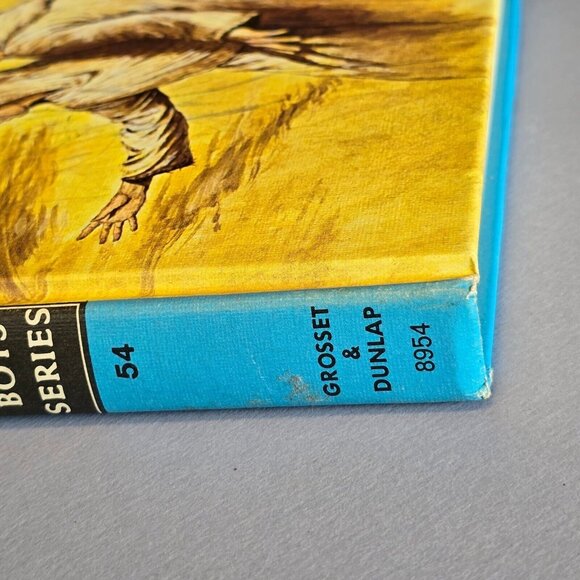 BOYS
SERIES
54
GROSSET
&
DUNLAP
8954